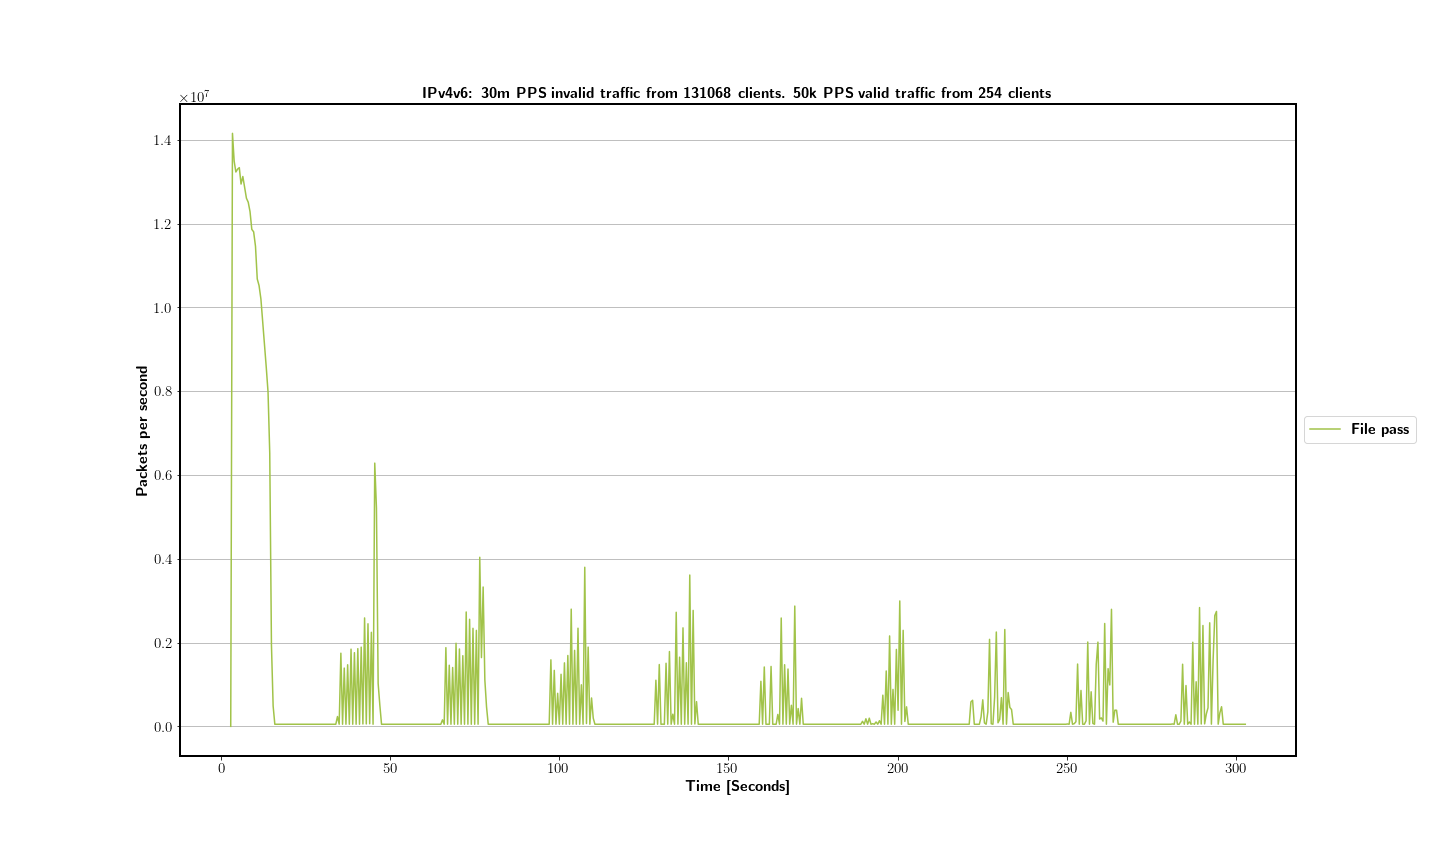 IPv4v6: 30m PPS invalid traffic from 131068 clients. 50k PPS valid traffic from 254 clients
×10⁷
1.4
1.2
1.0
0.8
0.6
0.4
0.2
0.0
Packets per second
0 50 100 150 200 250 300
Time [Seconds]
File pass